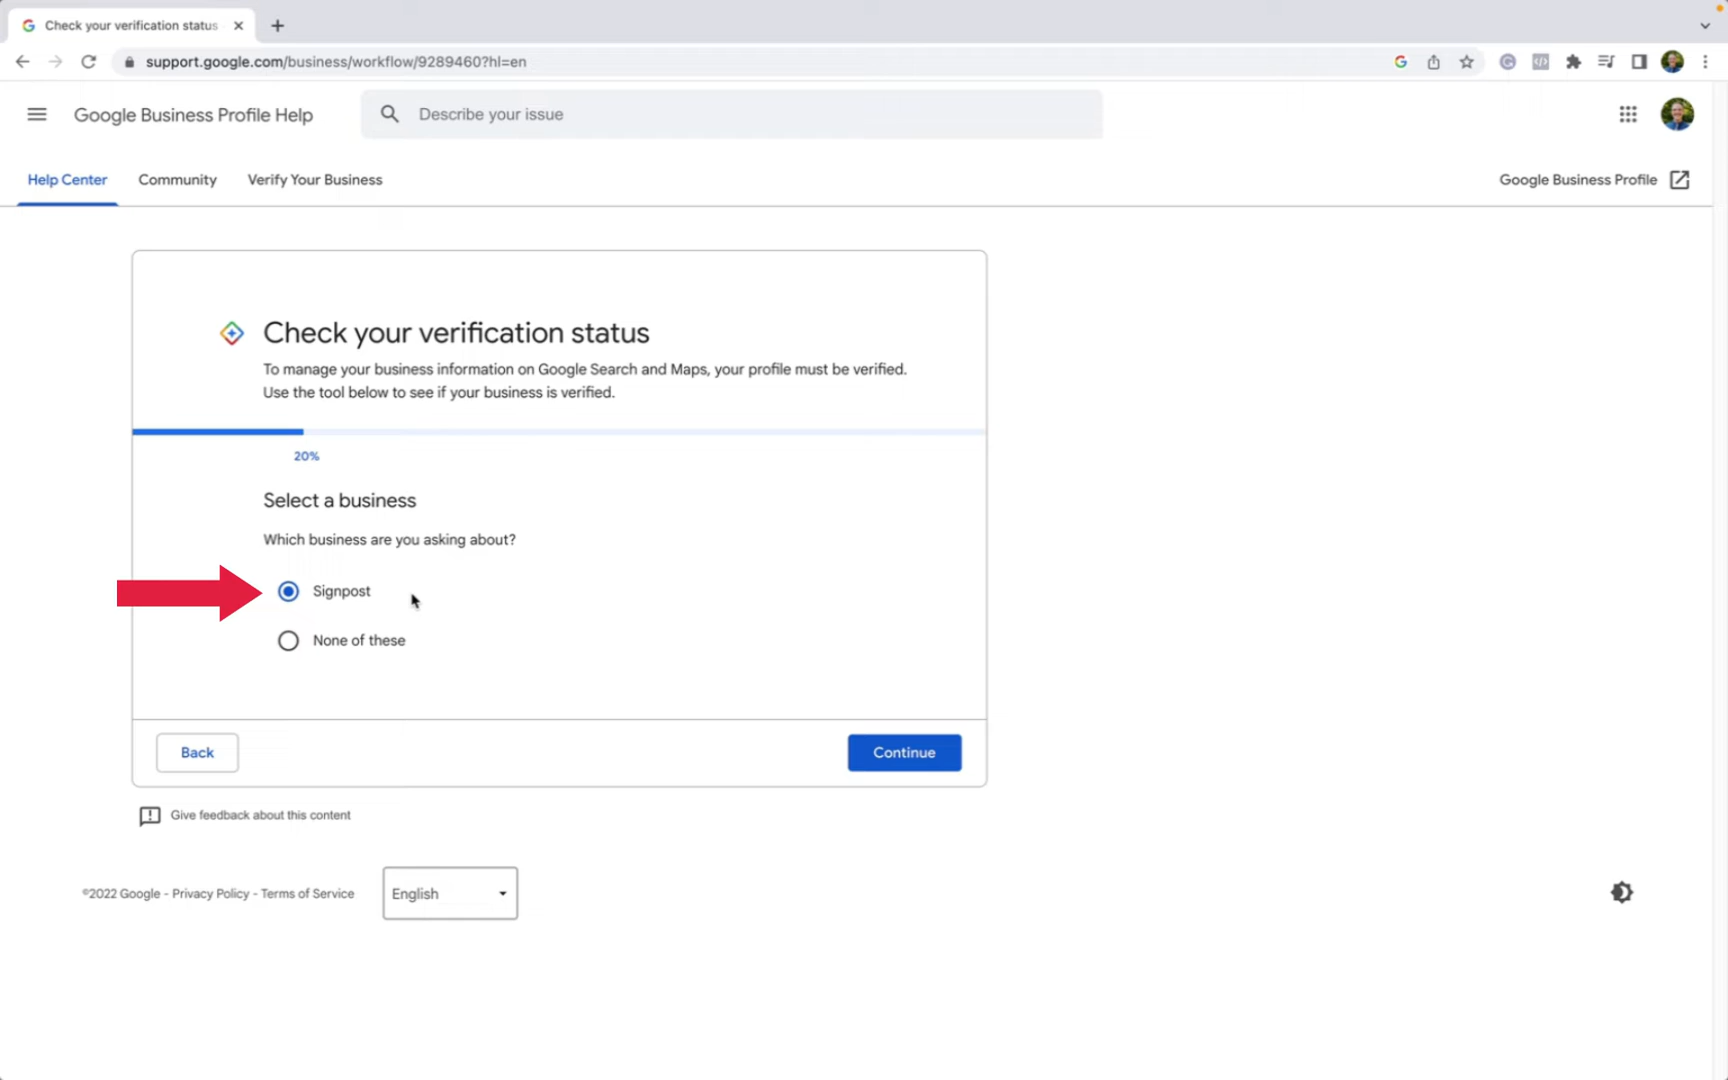 Check your verification status
support.google.com/business/workflow/9289460?hl=en
Google Business Profile Help
Describe your issue
Help Center
Community
Verify Your Business
Google Business Profile
Check your verification status
To manage your business information on Google Search and Maps, your profile must be verified.
Use the tool below to see if your business is verified.
20%
Select a business
Which business are you asking about?
Signpost
None of these
Back
Continue
Give feedback about this content
©2022 Google - Privacy Policy - Terms of Service
English